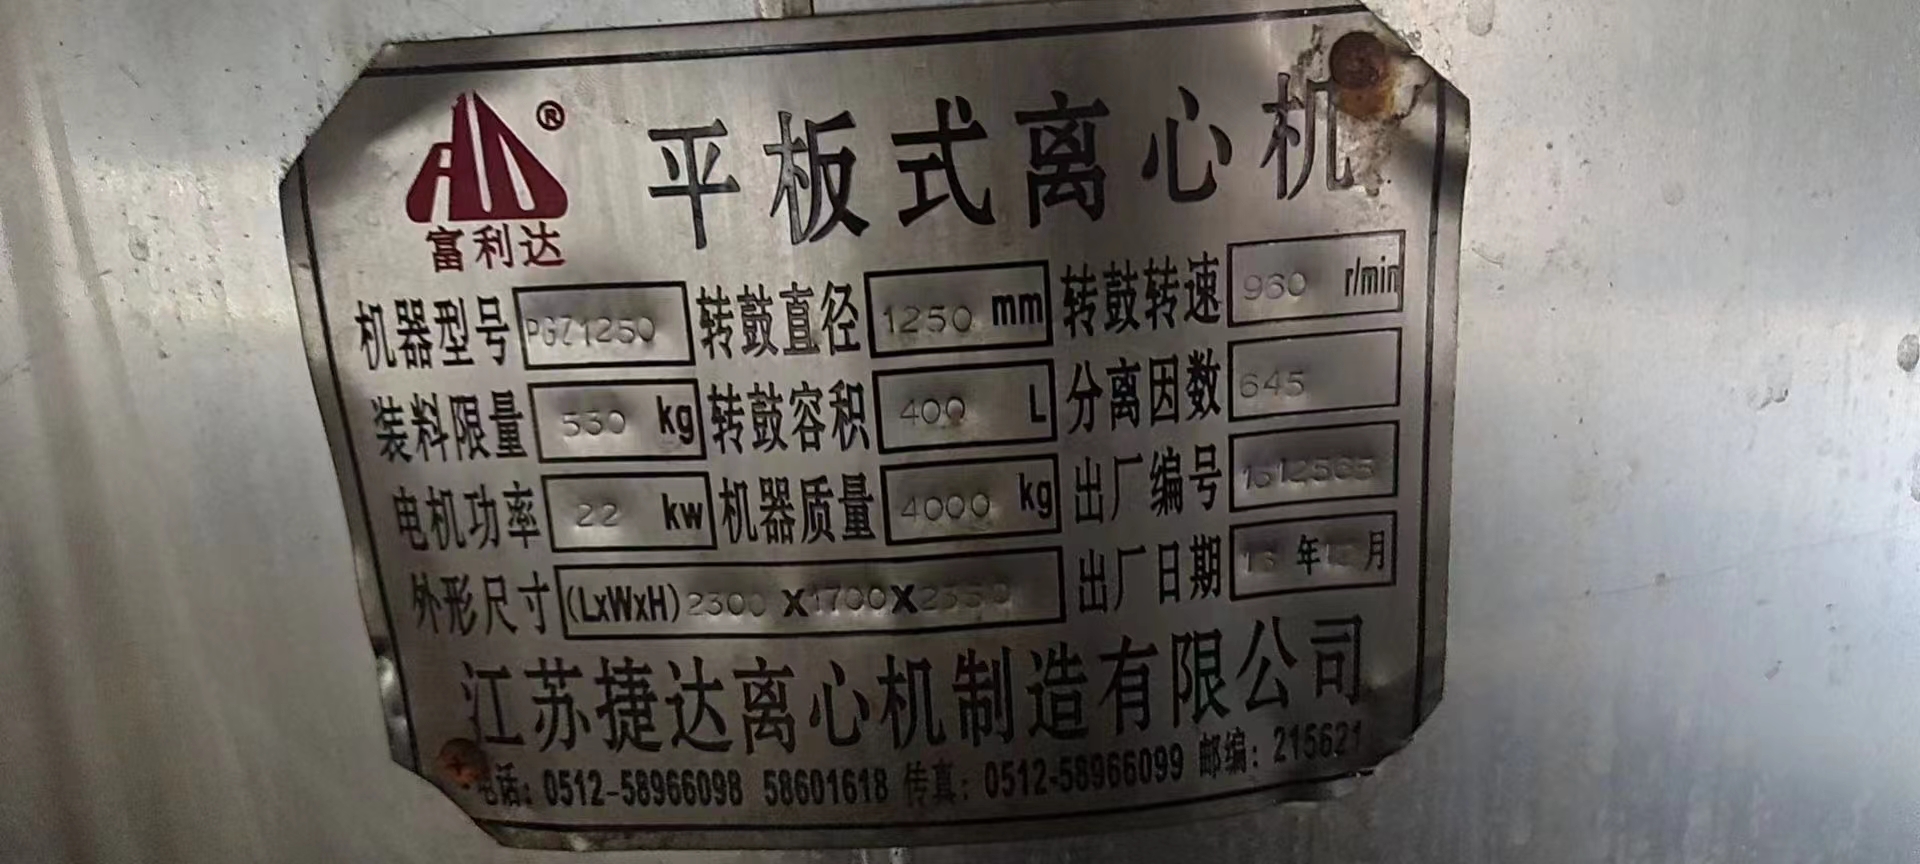 ®
富利达
平板式离心机
机器型号 PGZ1250 转鼓直径 1250 mm 转鼓转速 960 r/min
装料限量 530 kg 转鼓容积 400 L 分离因数 645
电机功率 22 kw 机器质量 4000 kg 出厂编号 1312565
外形尺寸 (LxWxH) 2300 x 1700 x 出厂日期 13 年 12 月
江苏捷达离心机制造有限公司
电话: 0512-58966098 58601618 传真: 0512-58966099 邮编: 215621